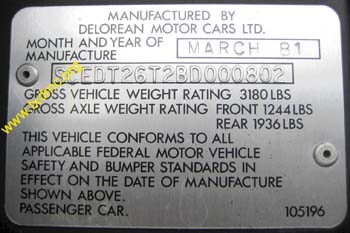 MANUFACTURED BY
DELOREAN MOTOR CARS LTD.
MONTH AND YEAR OF
MANUFACTURE MARCH 81
SCEDT26T2BD000802
GROSS VEHICLE WEIGHT RATING 3180 LBS
GROSS AXLE WEIGHT RATING FRONT 1244 LBS
REAR 1936 LBS
THIS VEHICLE CONFORMS TO ALL
APPLICABLE FEDERAL MOTOR VEHICLE
SAFETY AND BUMPER STANDARDS IN
EFFECT ON THE DATE OF MANUFACTURE
SHOWN ABOVE.
PASSENGER CAR. 105196